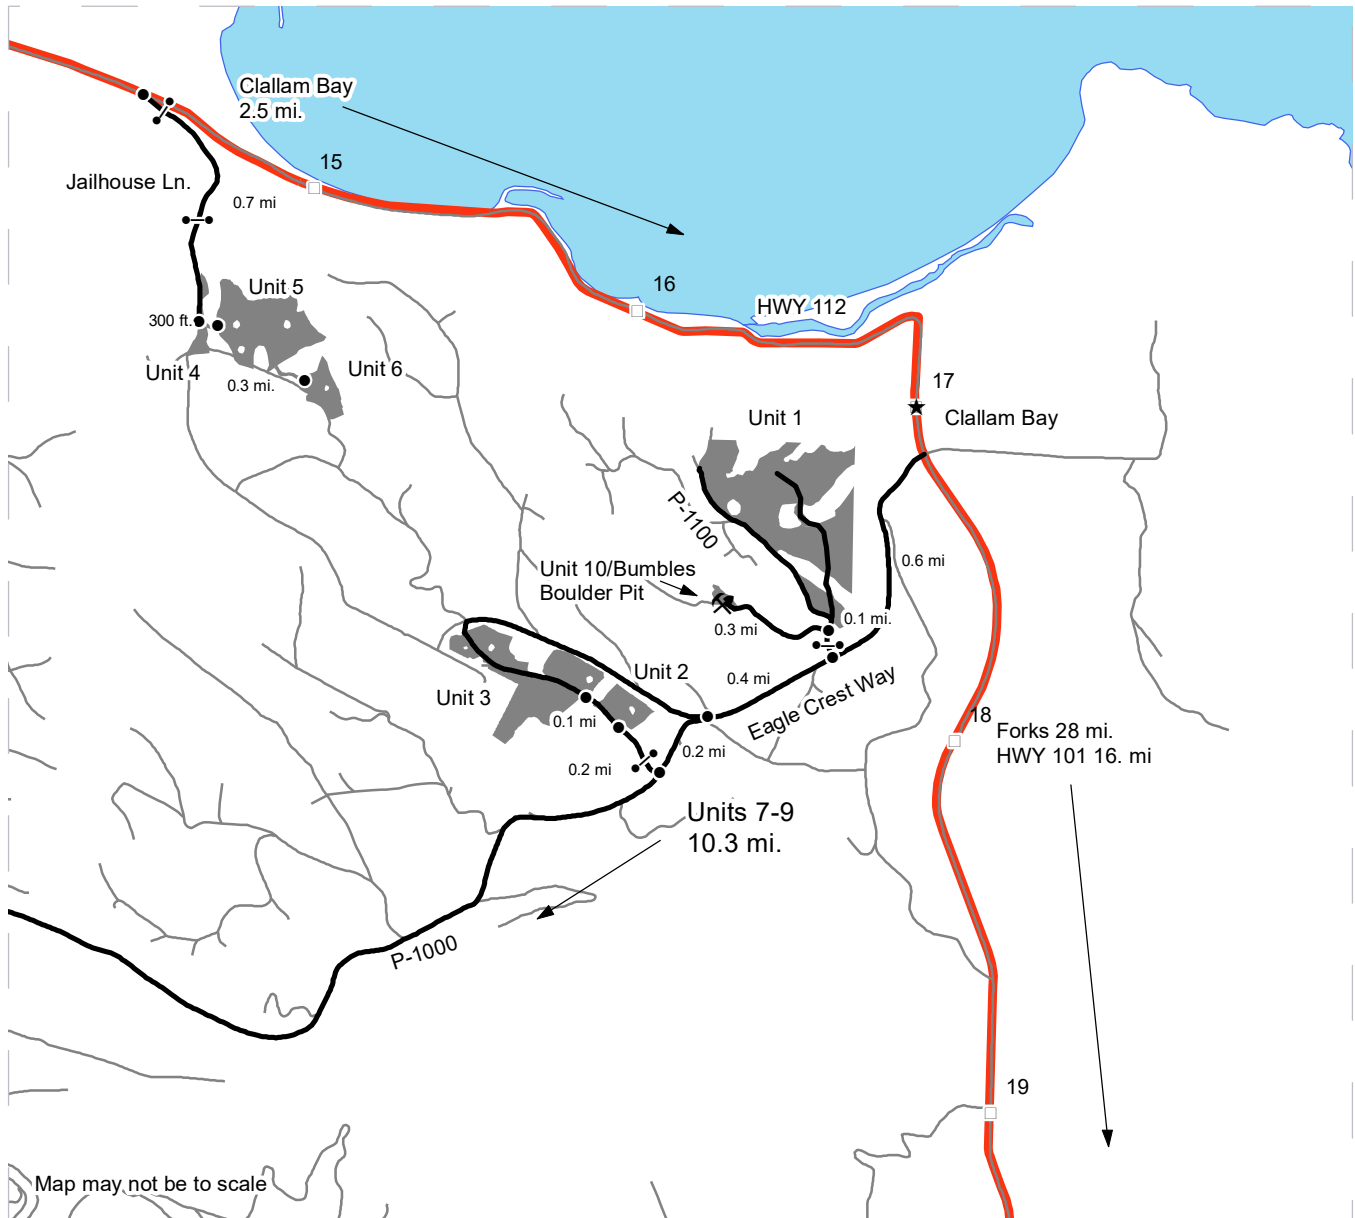 Clallam Bay
2.5 mi.
15
Jailhouse Ln.
0.7 mi
16
Unit 5
HWY 112
300 ft.
Unit 4
0.3 mi.
Unit 6
17
Clallam Bay
Unit 1
P-1100
0.6 mi
Unit 10/Bumbles
Boulder Pit
0.3 mi
0.1 mi.
Unit 2
0.4 mi
Eagle Crest Way
Unit 3
0.1 mi
0.2 mi
0.2 mi
18
Forks 28 mi.
HWY 101 16. mi
Units 7-9
10.3 mi.
P-1000
19
Map may not be to scale